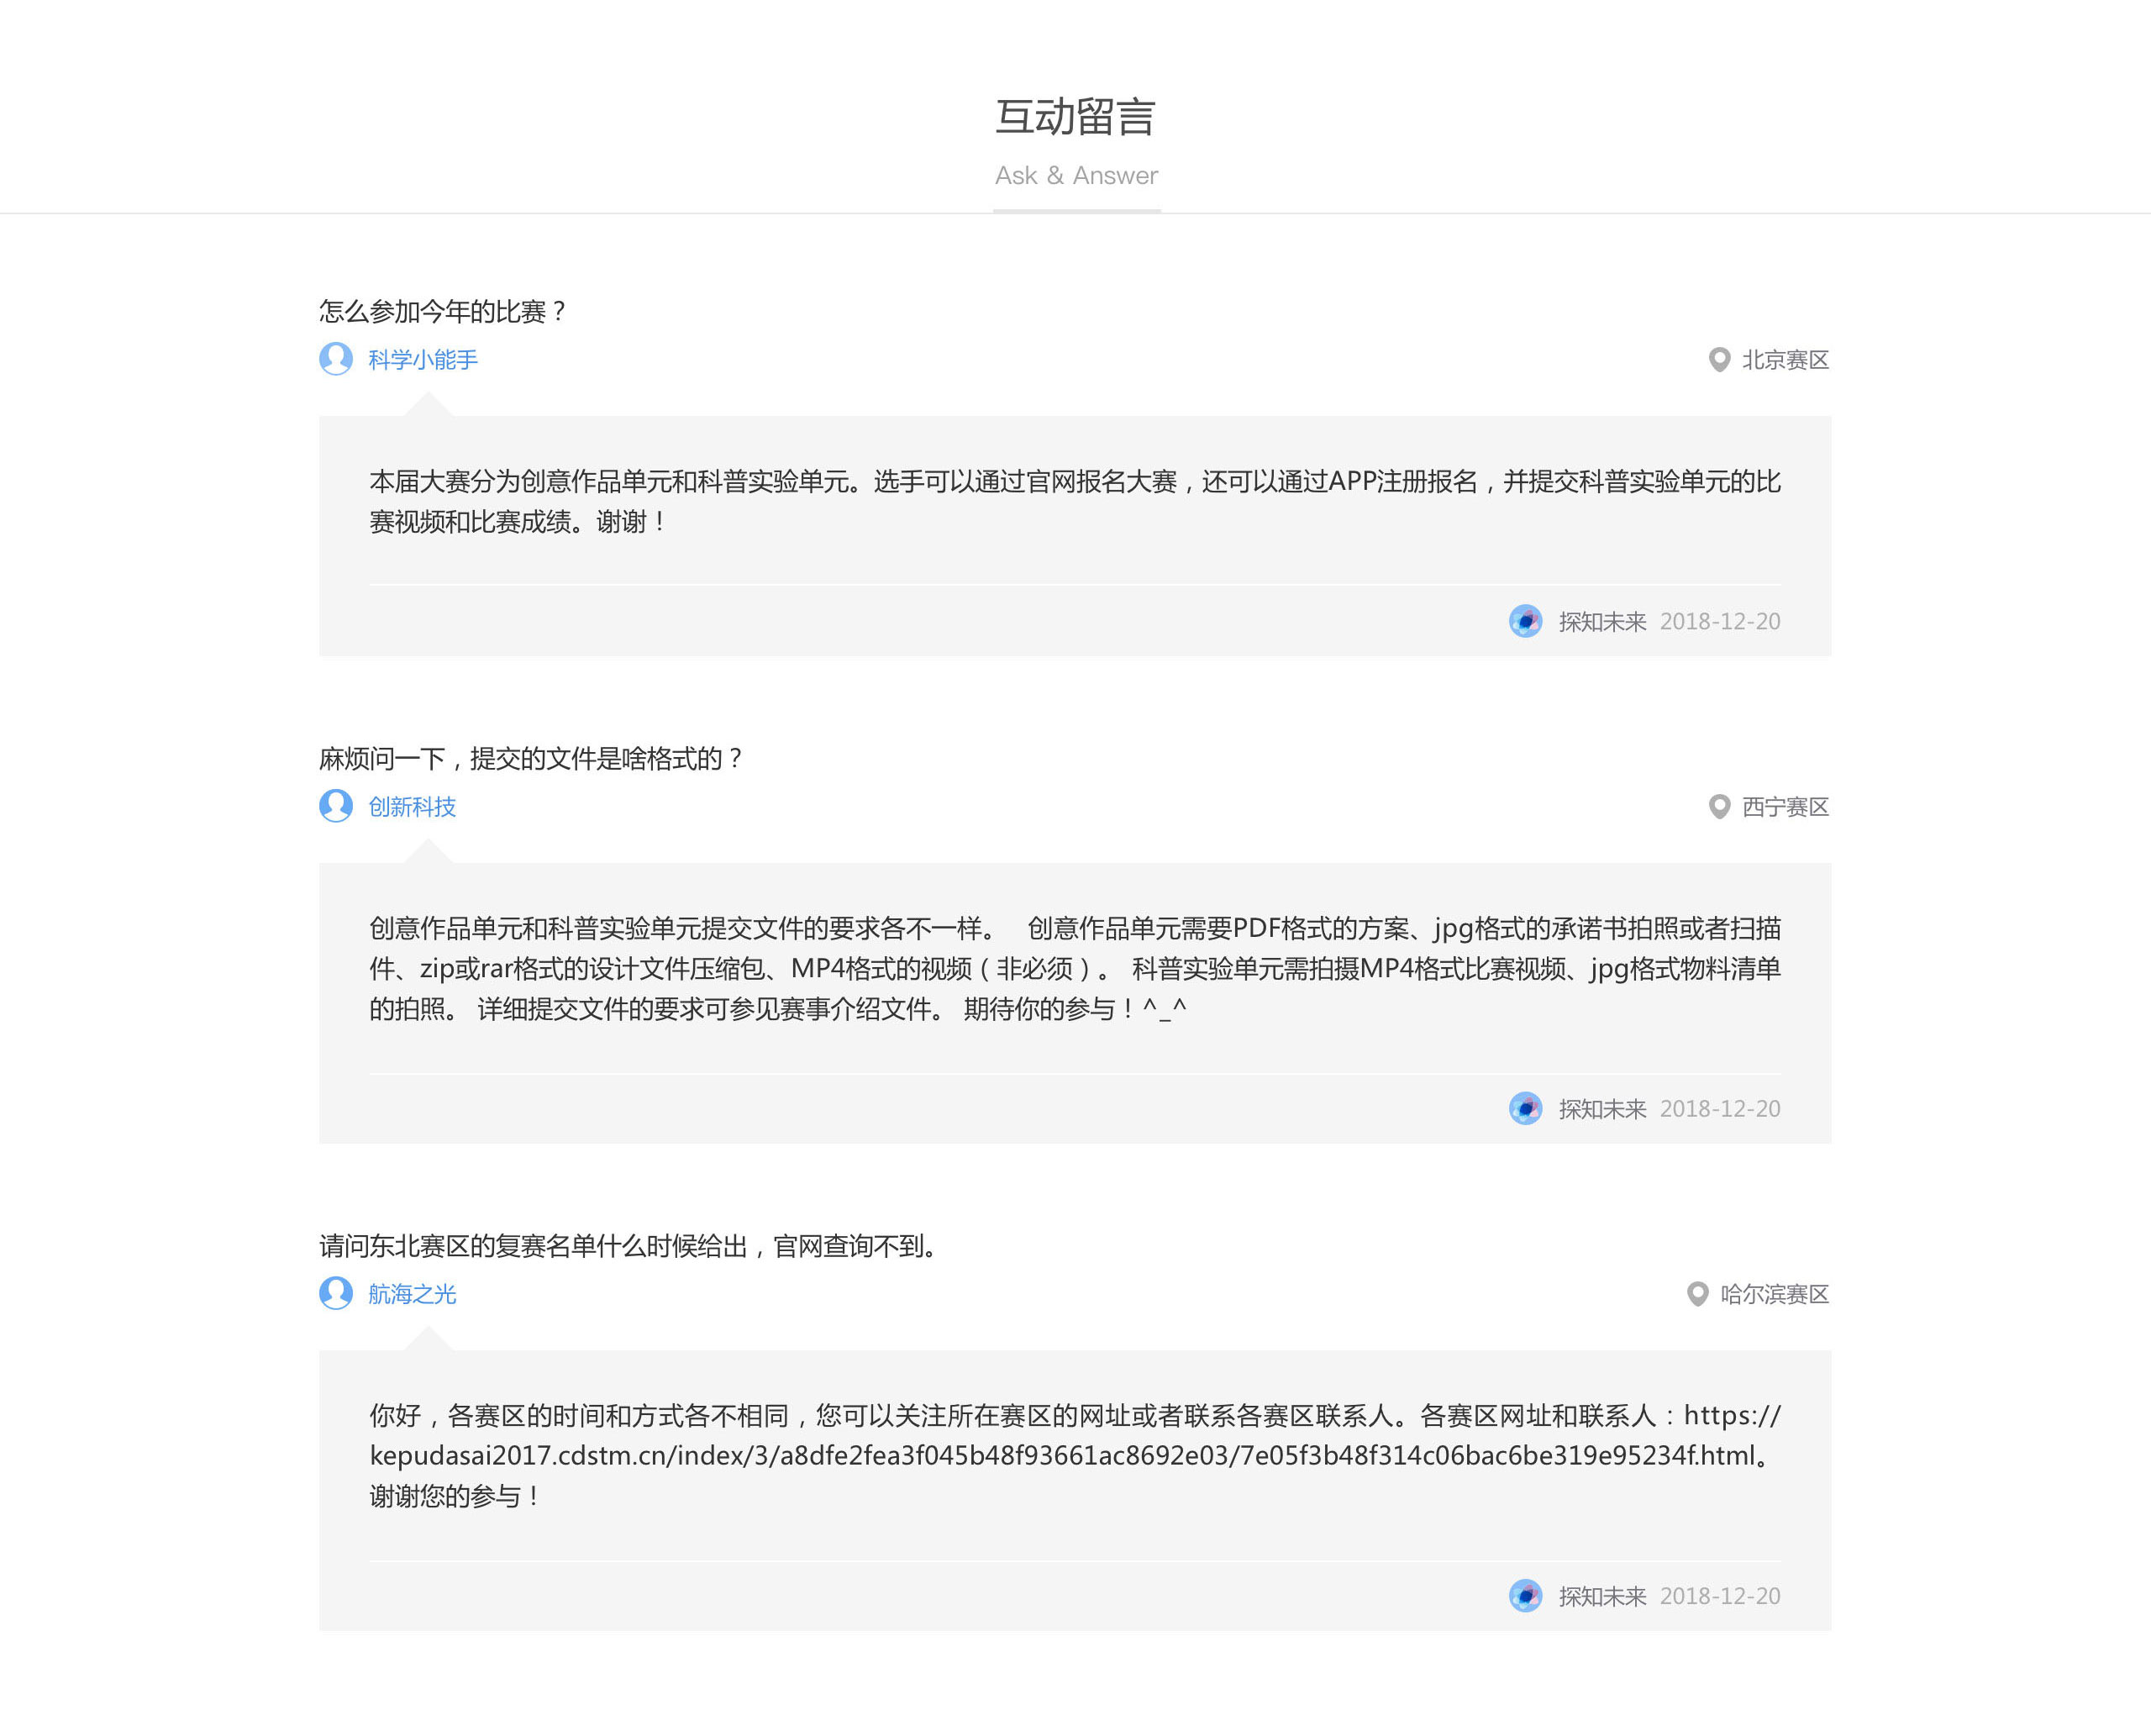 互动留言
Ask & Answer
怎么参加今年的比赛？
科学小能手
北京赛区
本届大赛分为创意作品单元和科普实验单元。选手可以通过官网报名大赛，还可以通过APP注册报名，并提交科普实验单元的比
赛视频和比赛成绩。谢谢！
探知未来 2018-12-20
麻烦问一下，提交的文件是啥格式的？
创新科技
西宁赛区
创意作品单元和科普实验单元提交文件的要求各不一样。 创意作品单元需要PDF格式的方案、jpg格式的承诺书拍照或者扫描
件、zip或rar格式的设计文件压缩包、MP4格式的视频（非必须）。 科普实验单元需拍摄MP4格式比赛视频、jpg格式物料清单
的拍照。 详细提交文件的要求可参见赛事介绍文件。 期待你的参与！^_^
探知未来 2018-12-20
请问东北赛区的复赛名单什么时候给出，官网查询不到。
航海之光
哈尔滨赛区
你好，各赛区的时间和方式各不相同，您可以关注所在赛区的网址或者联系各赛区联系人。各赛区网址和联系人：https://
kepudasai2017.cdstm.cn/index/3/a8dfe2fea3f045b48f93661ac8692e03/7e05f3b48f314c06bac6be319e95234f.html。
谢谢您的参与！
探知未来 2018-12-20